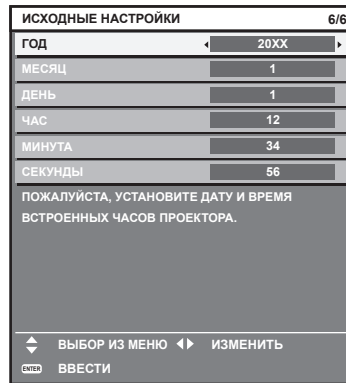 ИСХОДНЫЕ НАСТРОЙКИ 6/6
ГОД 20XX
МЕСЯЦ 1
ДЕНЬ 1
ЧАС 12
МИНУТА 34
СЕКУНДЫ 56
ПОЖАЛУЙСТА, УСТАНОВИТЕ ДАТУ И ВРЕМЯ
ВСТРОЕННЫХ ЧАСОВ ПРОЕКТОРА.
ВЫБОР ИЗ МЕНЮ ИЗМЕНИТЬ
ENTER ВВЕСТИ